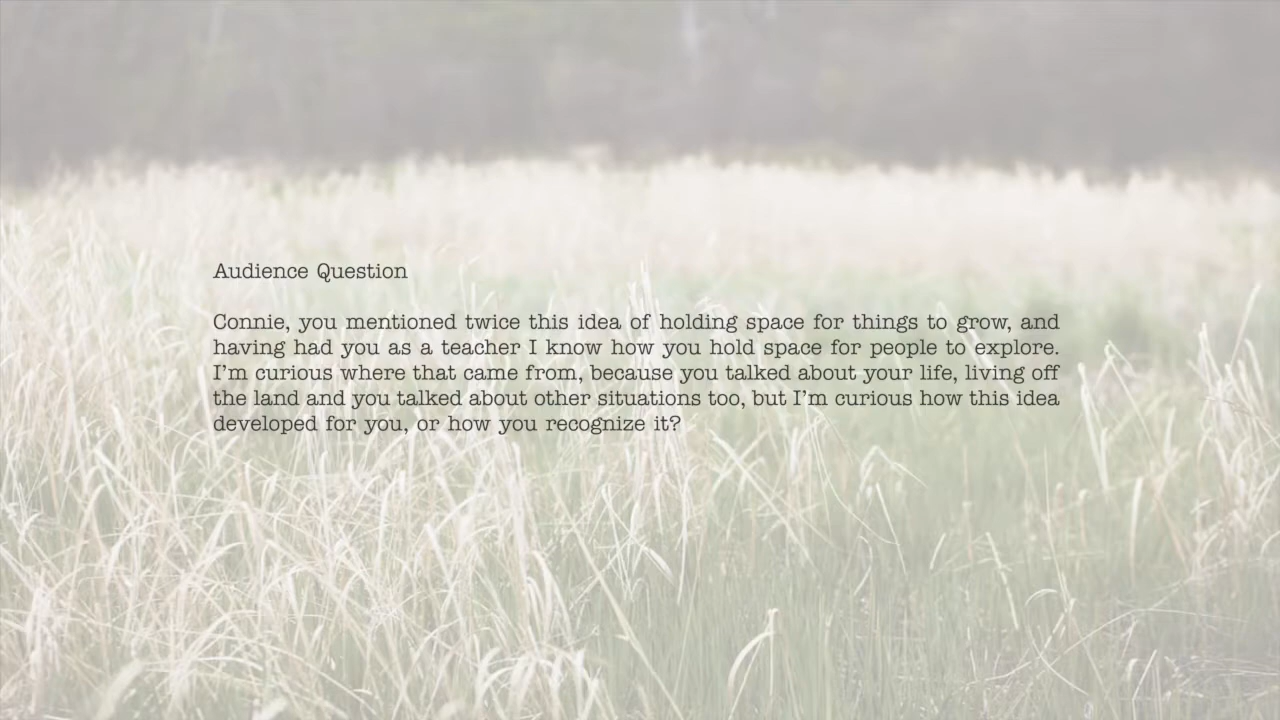 Audience Question
Connie, you mentioned twice this idea of holding space for things to grow, and
having had you as a teacher I know how you hold space for people to explore.
I'm curious where that came from, because you talked about your life, living off
the land and you talked about other situations too, but I'm curious how this idea
developed for you, or how you recognize it?